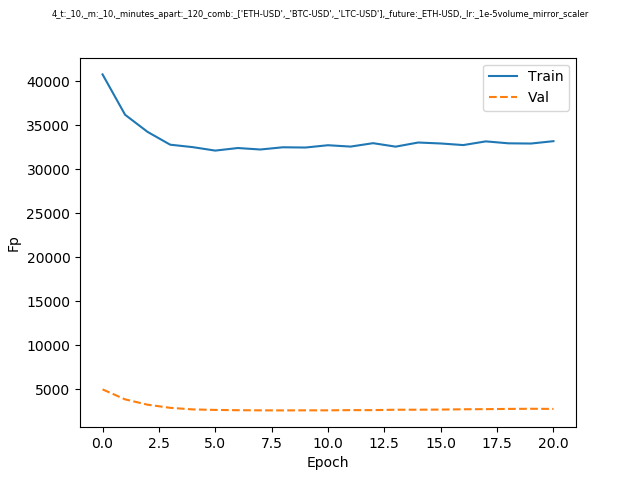 4_t:_10,_m:_10,_minutes_apart:_120_comb:_['ETH-USD',_'BTC-USD',_'LTC-USD'],_future:_ETH-USD,_lr:_1e-5volume_mirror_scaler
Train
Val
40000
35000
30000
25000
20000
15000
10000
5000
Fp
0.0 2.5 5.0 7.5 10.0 12.5 15.0 17.5 20.0
Epoch